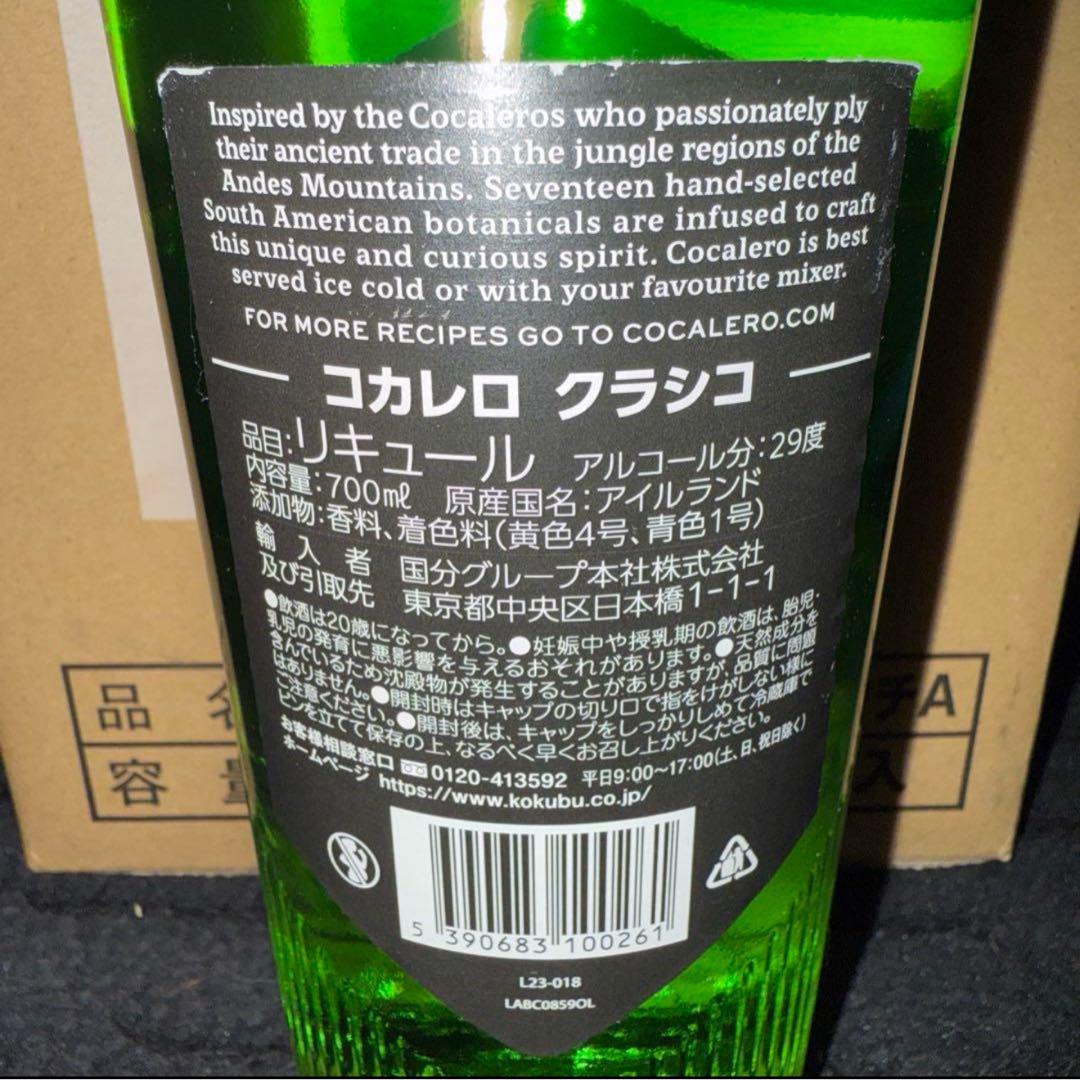 Inspired by the Cocaleros who passionately ply
their ancient trade in the jungle regions of the
Andes Mountains. Seventeen hand-selected
South American botanicals are infused to craft
this unique and curious spirit. Cocalero is best
served ice cold or with your favourite mixer.
FOR MORE RECIPES GO TO COCALERO.COM
コカレロ クラシコ
品目:リキュール アルコール分:29度
内容量:700㎖ 原産国名:アイルランド
添加物:香料、着色料(黄色4号、青色1号)
輸入者 国分グループ本社株式会社
及び引取先 東京都中央区日本橋1-1-1
●飲酒は20歳になってから。●妊娠中や授乳期の飲酒は、胎児・
乳児の発育に悪影響を与えるおそれがあります。●天然成分を
含んでいるため沈殿物が発生することがありますが、品質に問題
はありません。●開封時はキャップの切り口で指をけがしない様に
ご注意ください。●開封後は、キャップをしっかりしめて冷蔵庫で
ビンを立てて保存の上、なるべく早くお召し上がりください。
お客様相談窓口 0120-413592 平日9:00〜17:00(土、日、祝日除く)
ホームページ https://www.kokubu.co.jp/
5 390683 100261
L23-018
LABC0859OL
品 チA
容 入